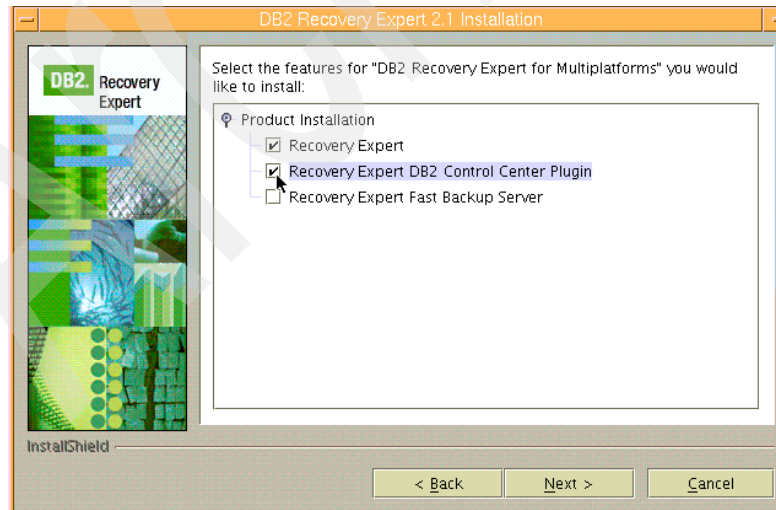 DB2 Recovery Expert 2.1 Installation
DB2. Recovery
Expert
Select the features for "DB2 Recovery Expert for Multiplatforms" you would
like to install:
Product Installation
Recovery Expert
Recovery Expert DB2 Control Center Plugin
Recovery Expert Fast Backup Server
InstallShield
< Back
Next >
Cancel